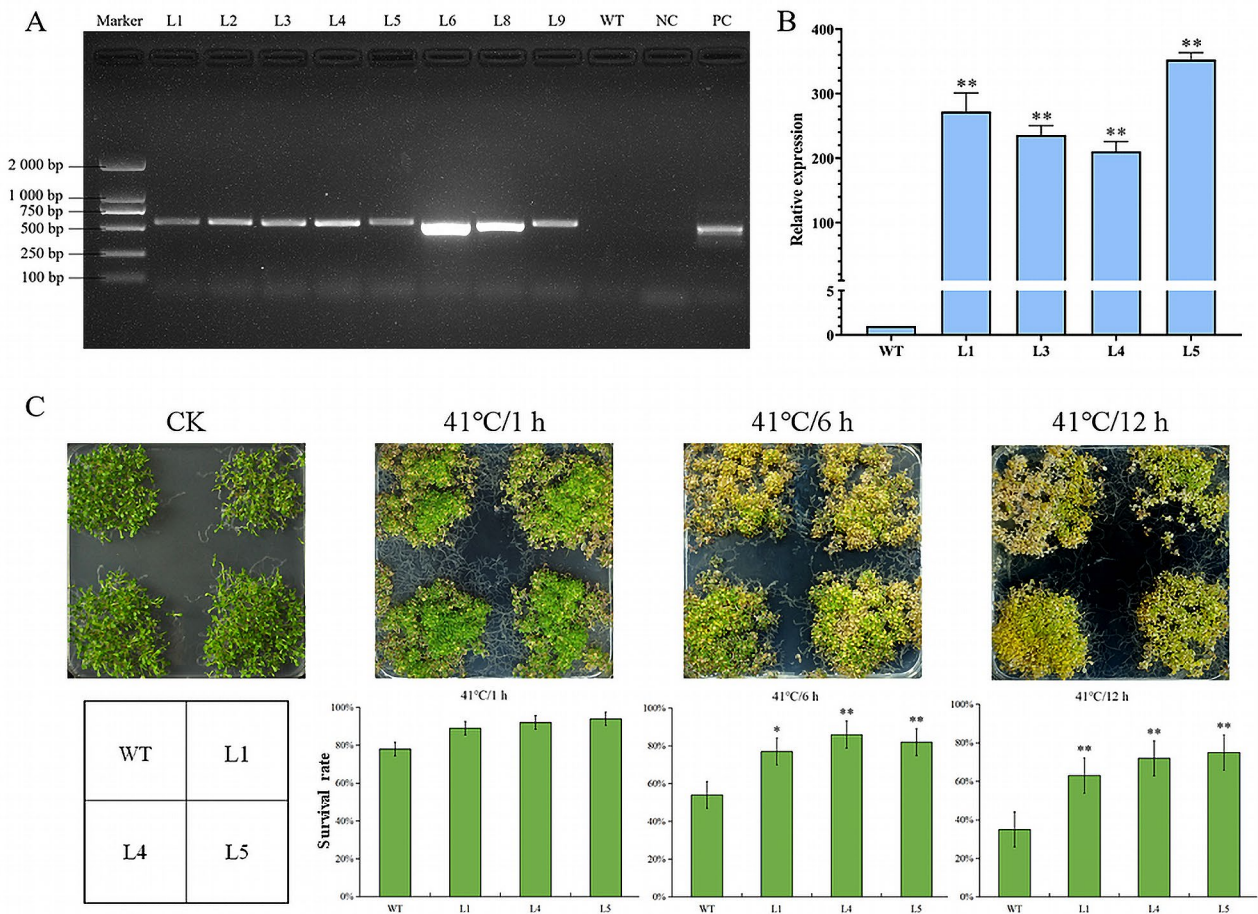 A
Marker L1 L2 L3 L4 L5 L6 L8 L9 WT NC PC
2 000 bp
1 000 bp
750 bp
500 bp
250 bp
100 bp
B
Relative expression
400
300
200
100
5
0
** ** ** **
WT L1 L3 L4 L5
C
CK 41°C/1 h 41°C/6 h 41°C/12 h
WT L1
L4 L5
41°C/1 h
Survival rate
100%
80%
60%
40%
20%
0%
WT L1 L4 L5
41°C/6 h
100%
80%
60%
40%
20%
0%
* ** **
WT L1 L4 L5
41°C/12 h
100%
80%
60%
40%
20%
0%
** ** **
WT L1 L4 L5